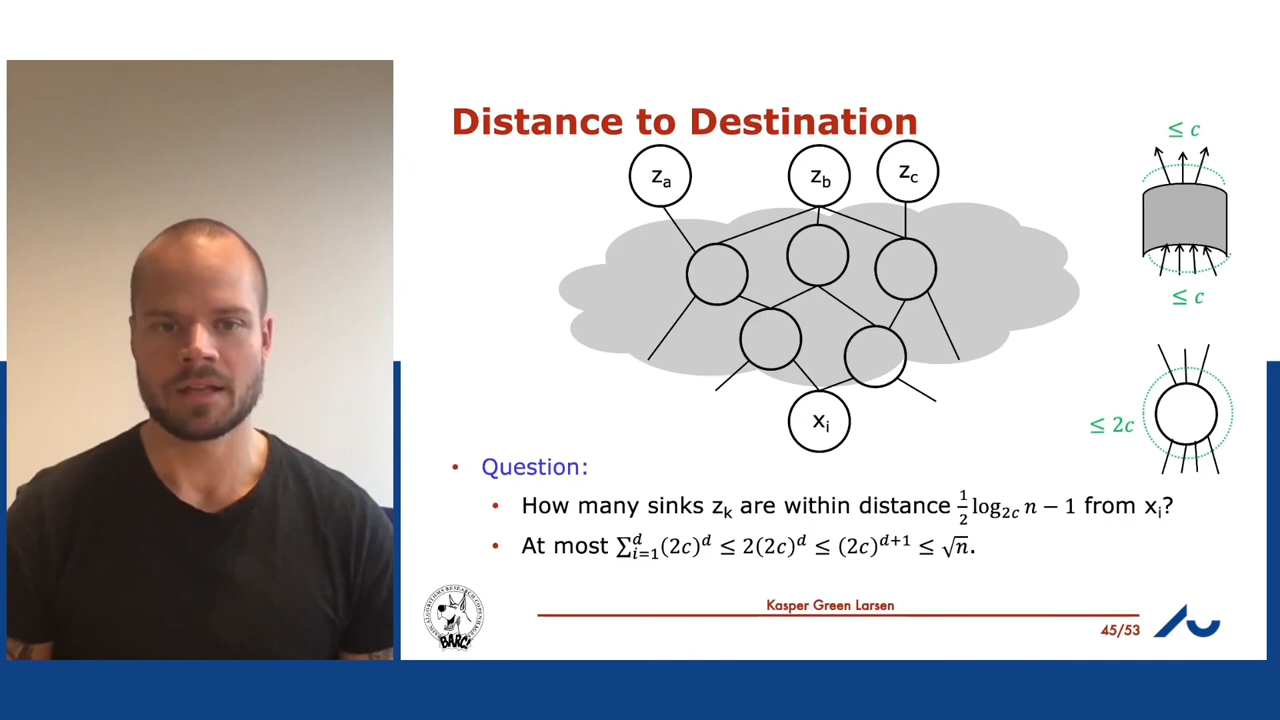 Distance to Destination
z_a
z_b
z_c
x_i
≤ c
≤ c
≤ 2c
• Question:
• How many sinks z_k are within distance \frac{1}{2}log_{2c} n − 1 from x_i?
• At most ∑_{i=1}^{d}(2c)^d ≤ 2(2c)^d ≤ (2c)^{d+1} ≤ √n.
BARC
Kasper Green Larsen
45/53